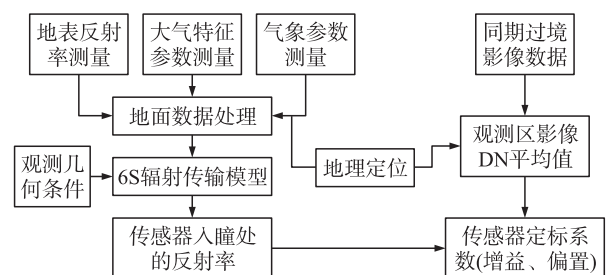 地表反射
率测量
大气特征
参数测量
气象参数
测量
同期过境
影像数据
地面数据处理
观测几
何条件
6S辐射传输模型
地理定位
观测区影像
DN平均值
传感器入瞳处
的反射率
传感器定标系
数(增益、偏置)